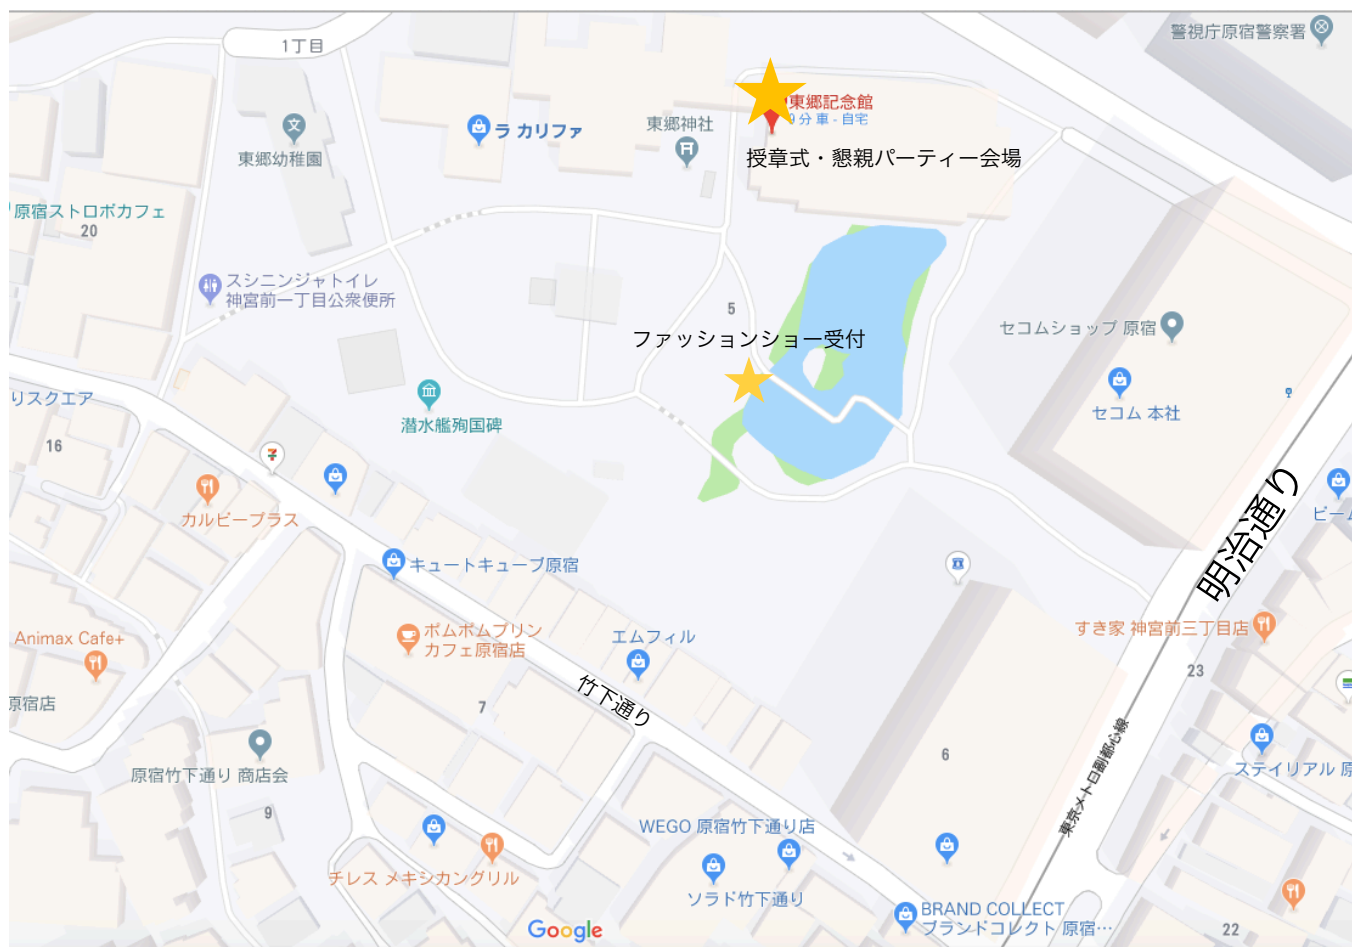 警視庁原宿警察署
1丁目
東郷記念館
9分 車 - 自宅
ラ カリファ
東郷神社
東郷幼稚園
授章式・懇親パーティー会場
原宿ストロボカフェ
20
スシニンジャトイレ
神宮前一丁目公衆便所
5
セコムショップ 原宿
ファッションショー受付
りスクエア
セコム 本社
潜水艦殉国碑
16
明治通り
カルビープラス
ビーム
キュートキューブ原宿
ポムポムプリン
カフェ原宿店
すき家 神宮前三丁目店
Animax Cafe+
エムフィル
23
原宿店
竹下通り
7
東京メトロ副都心線
6
原宿竹下通り 商店会
ステイリアル 原
9
WEGO 原宿竹下通り店
チレス メキシカングリル
ソラド竹下通り
BRAND COLLECT
ブランドコレクト 原宿…
Google
22